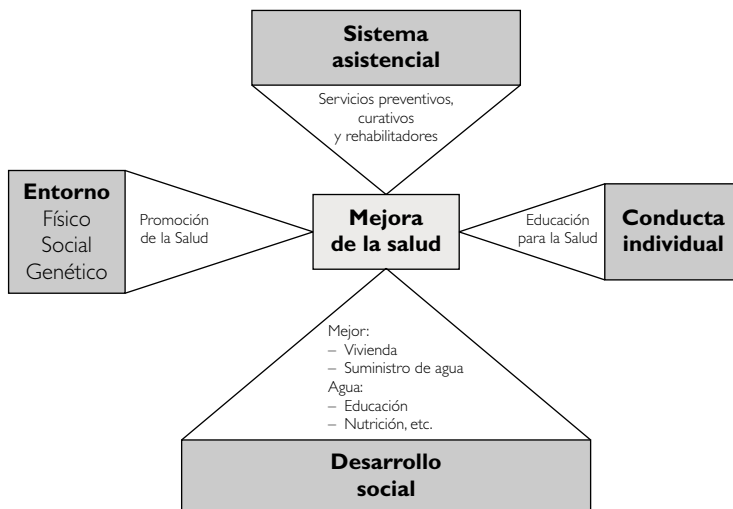 Sistema
asistencial
Servicios preventivos,
curativos
y rehabilitadores
Entorno
Físico
Social
Genético
Promoción
de la Salud
Mejora
de la salud
Educación
para la Salud
Conducta
individual
Mejor:
– Vivienda
– Suministro de agua
Agua:
– Educación
– Nutrición, etc.
Desarrollo
social